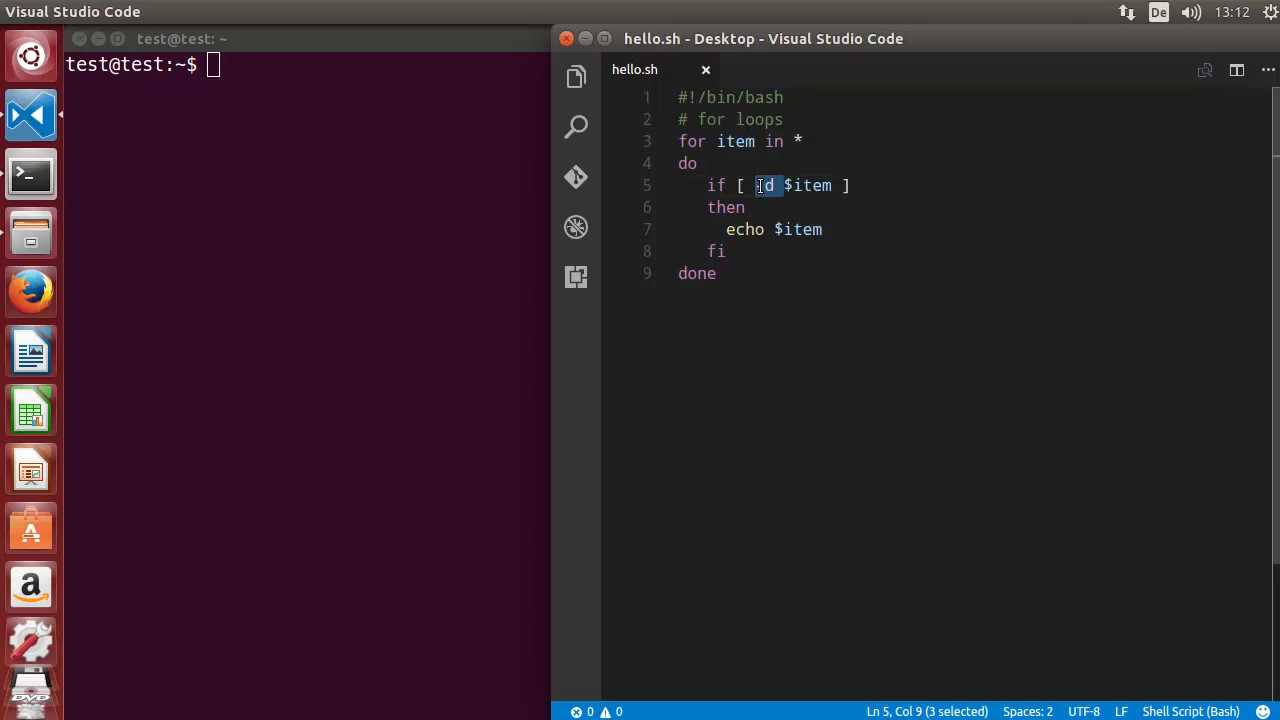 Visual Studio Code
De
13:12
test@test: ~
test@test:~$
hello.sh - Desktop - Visual Studio Code
hello.sh
1 #!/bin/bash
2 # for loops
3 for item in *
4 do
5 if [ -d $item ]
6 then
7 echo $item
8 fi
9 done
0 0
Ln 5, Col 9 (3 selected)
Spaces: 2
UTF-8
LF
Shell Script (Bash)
A
a
DVD